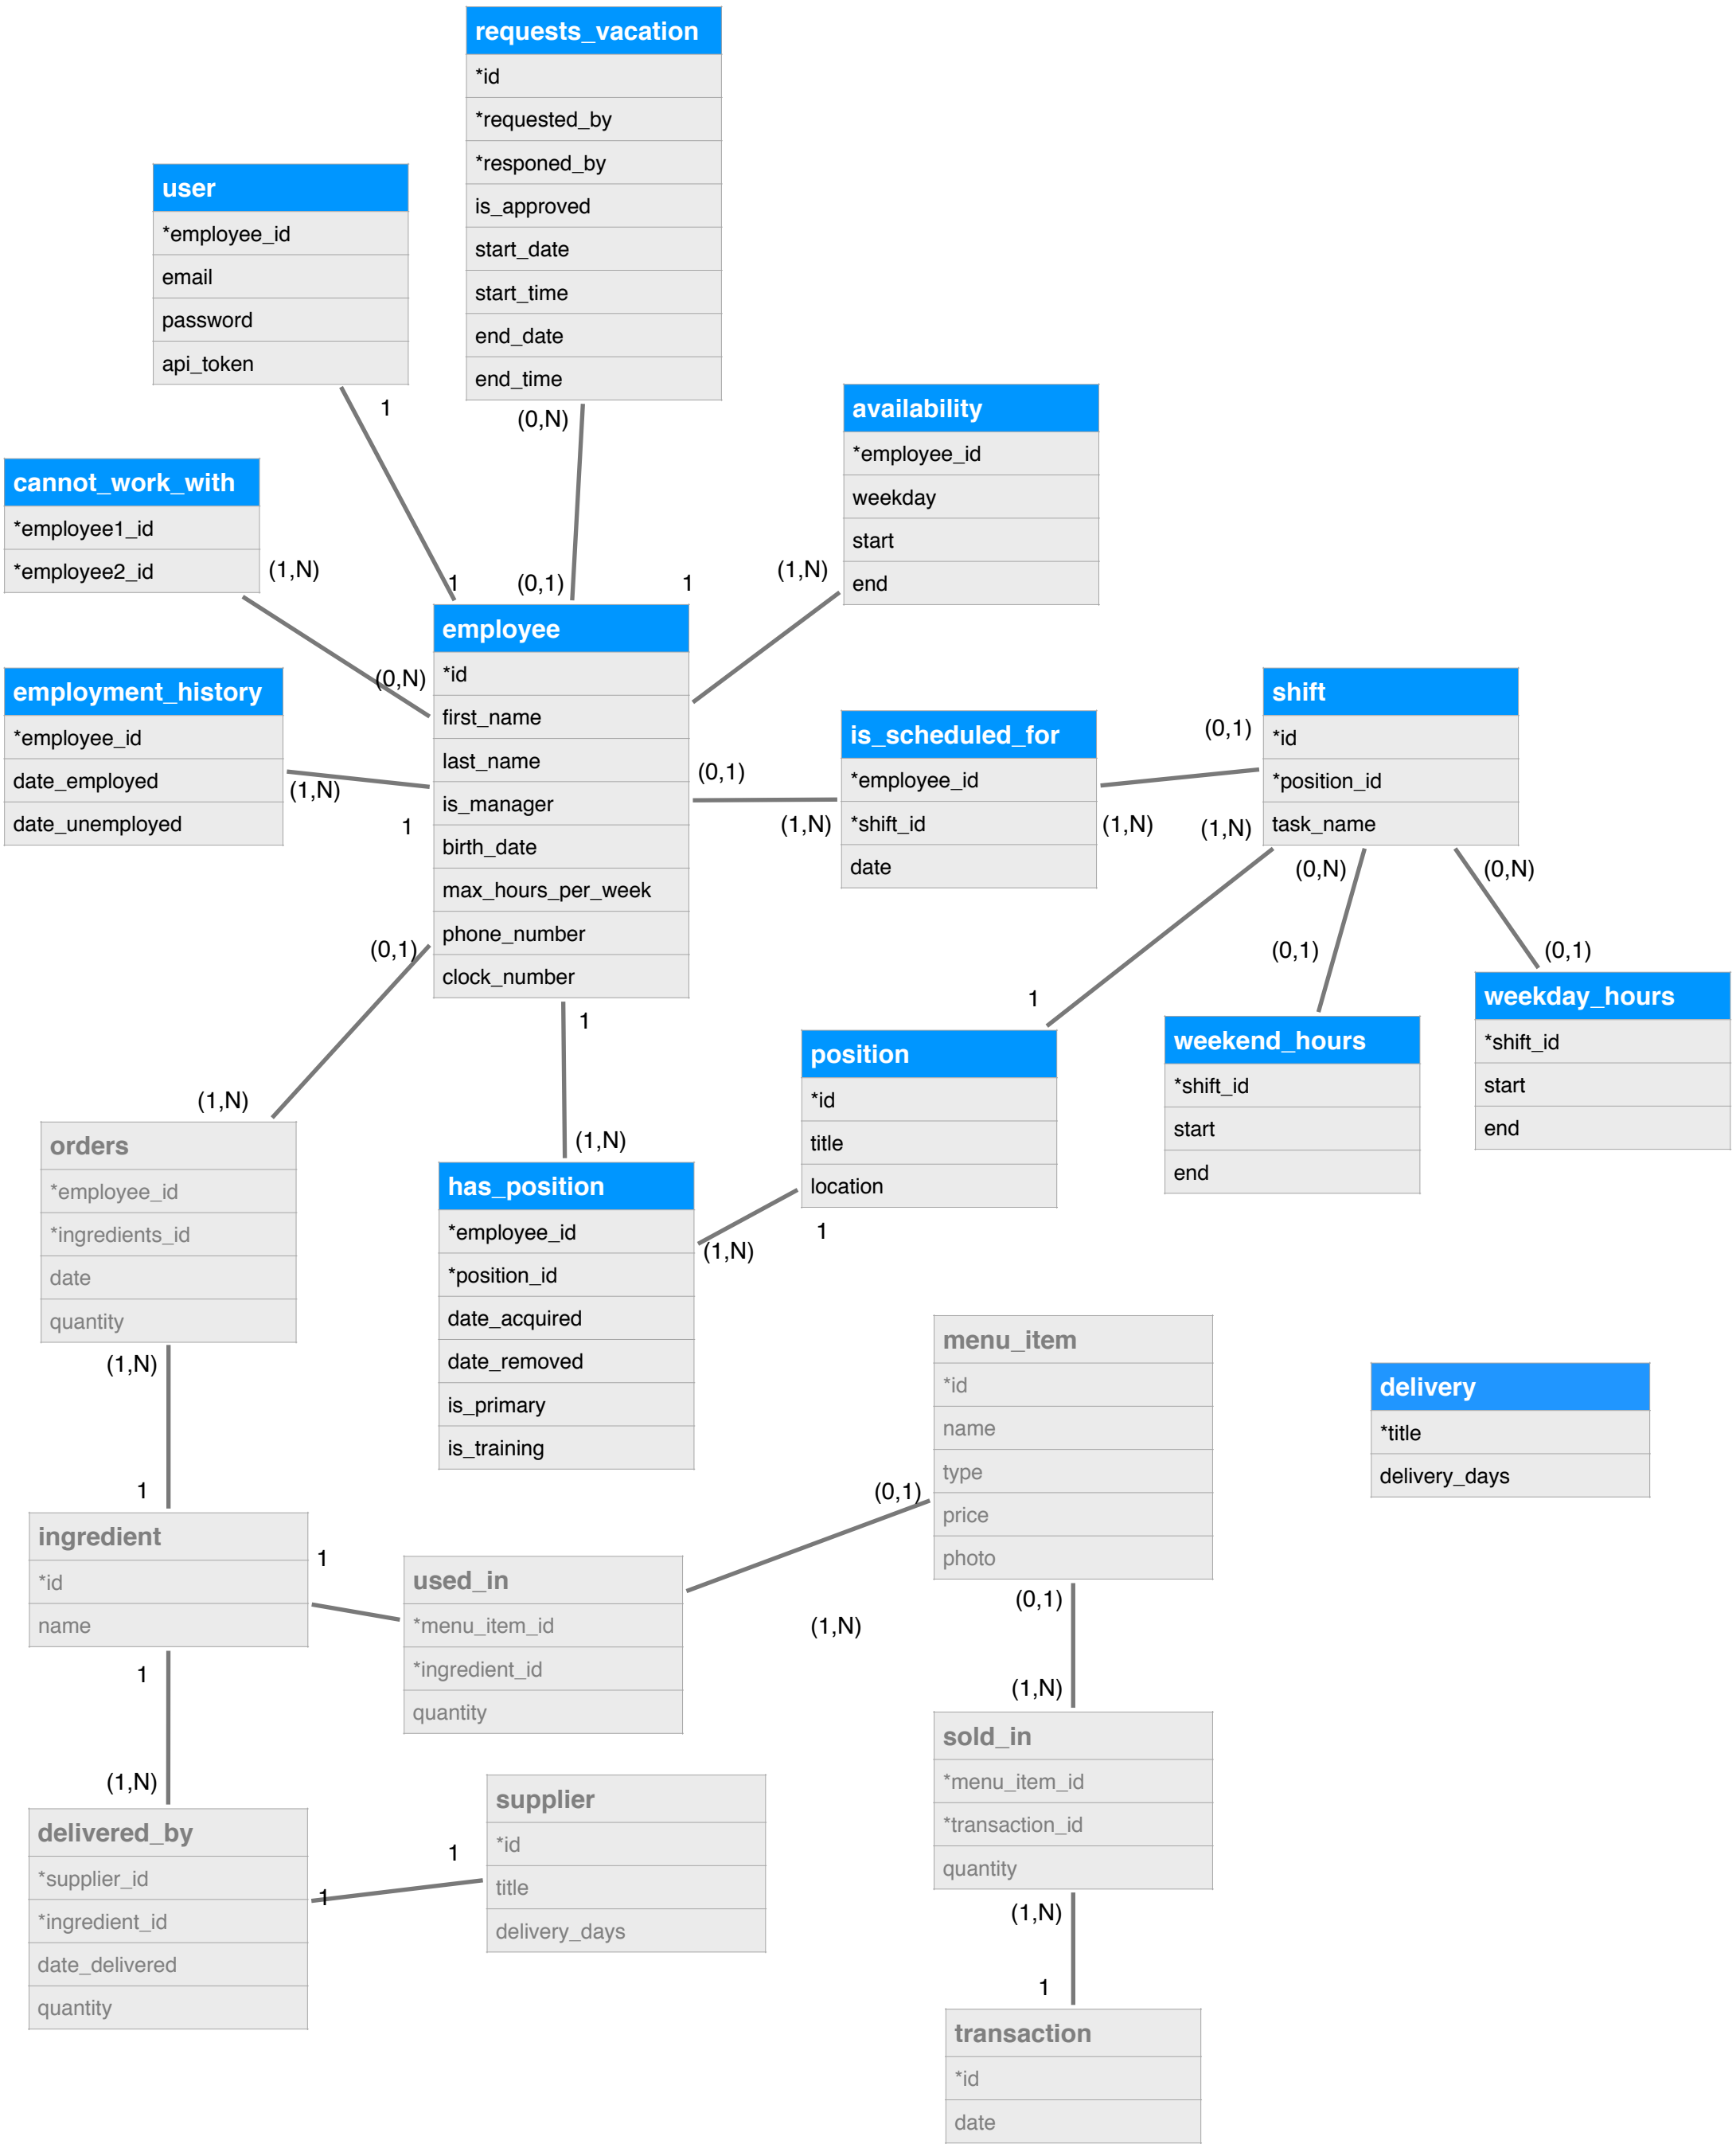 requests_vacation
*id
*requested_by
*responed_by
is_approved
start_date
start_time
end_date
end_time
(0,N)
user
*employee_id
email
password
api_token
1
availability
*employee_id
weekday
start
end
(1,N)
cannot_work_with
*employee1_id
*employee2_id
(1,N)
1
(0,1)
1
employee
*id
first_name
last_name
is_manager
birth_date
max_hours_per_week
phone_number
clock_number
(0,N)
employment_history
*employee_id
date_employed
date_unemployed
(1,N)
1
(0,1)
(1,N)
is_scheduled_for
*employee_id
*shift_id
date
(1,N)
(0,1)
shift
*id
*position_id
task_name
(1,N)
(0,N)
(0,N)
(0,1)
(0,1)
weekday_hours
*shift_id
start
end
weekend_hours
*shift_id
start
end
1
position
*id
title
location
1
(0,1)
1
(1,N)
(1,N)
has_position
*employee_id
*position_id
date_acquired
date_removed
is_primary
is_training
(1,N)
orders
*employee_id
*ingredients_id
date
quantity
(1,N)
1
ingredient
*id
name
1
1
used_in
*menu_item_id
*ingredient_id
quantity
(0,1)
(1,N)
menu_item
*id
name
type
price
photo
(0,1)
delivery
*title
delivery_days
(1,N)
sold_in
*menu_item_id
*transaction_id
quantity
(1,N)
1
transaction
*id
date
(1,N)
delivered_by
*supplier_id
*ingredient_id
date_delivered
quantity
1
1
supplier
*id
title
delivery_days